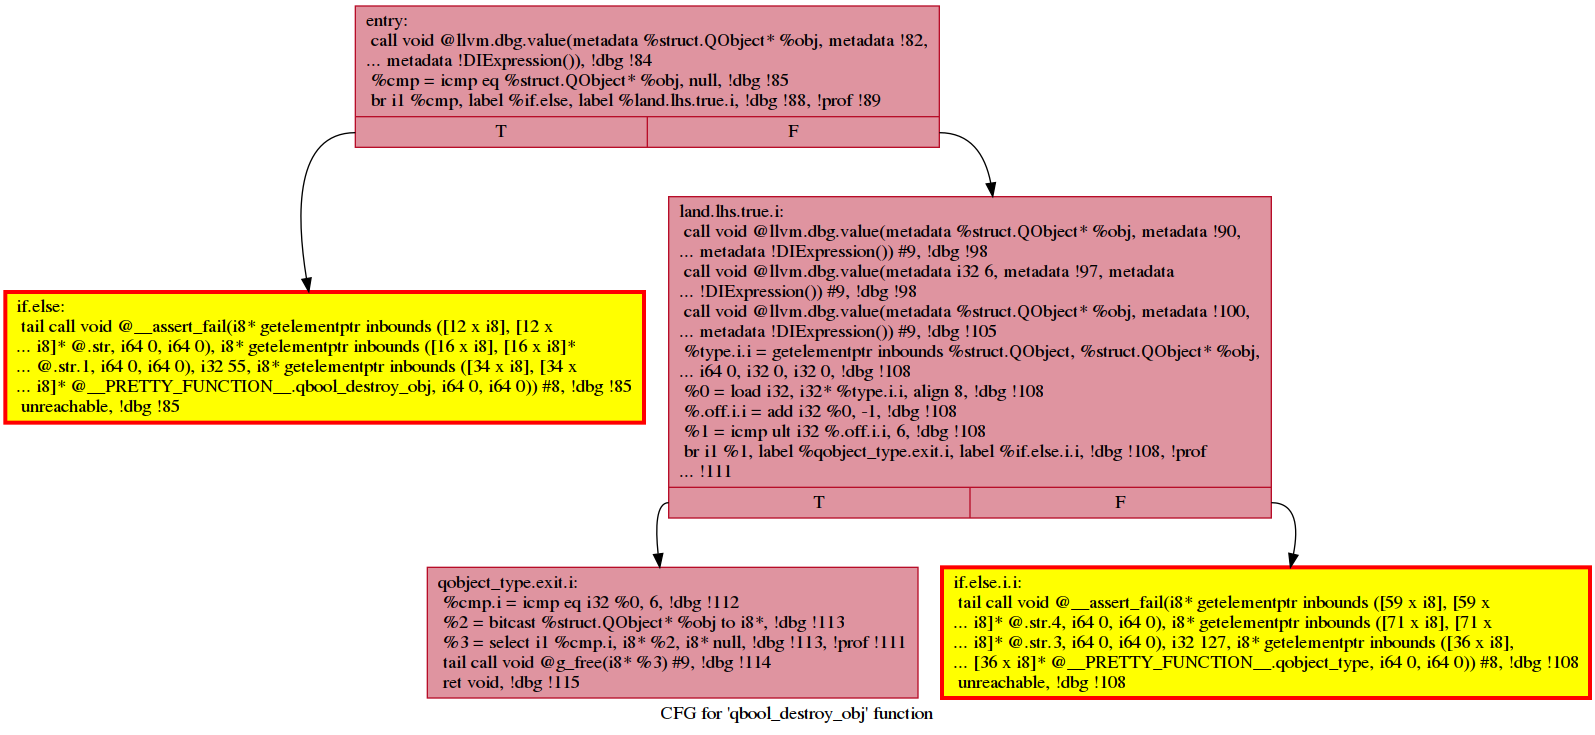 entry:
call void @llvm.dbg.value(metadata %struct.QObject* %obj, metadata !82,
... metadata !DIExpression()), !dbg !84
%cmp = icmp eq %struct.QObject* %obj, null, !dbg !85
br i1 %cmp, label %if.else, label %land.lhs.true.i, !dbg !88, !prof !89
T F
land.lhs.true.i:
call void @llvm.dbg.value(metadata %struct.QObject* %obj, metadata !90,
... metadata !DIExpression()) #9, !dbg !98
call void @llvm.dbg.value(metadata i32 6, metadata !97, metadata
... !DIExpression()) #9, !dbg !98
call void @llvm.dbg.value(metadata %struct.QObject* %obj, metadata !100,
... metadata !DIExpression()) #9, !dbg !105
%type.i.i = getelementptr inbounds %struct.QObject, %struct.QObject* %obj,
... i64 0, i32 0, i32 0, !dbg !108
%0 = load i32, i32* %type.i.i, align 8, !dbg !108
%.off.i.i = add i32 %0, -1, !dbg !108
%1 = icmp ult i32 %.off.i.i, 6, !dbg !108
br i1 %1, label %qobject_type.exit.i, label %if.else.i.i, !dbg !108, !prof
... !111
T F
if.else:
tail call void @__assert_fail(i8* getelementptr inbounds ([12 x i8], [12 x
... i8]* @.str, i64 0, i64 0), i8* getelementptr inbounds ([16 x i8], [16 x i8]*
... @.str.1, i64 0, i64 0), i32 55, i8* getelementptr inbounds ([34 x i8], [34 x
... i8]* @__PRETTY_FUNCTION__.qbool_destroy_obj, i64 0, i64 0)) #8, !dbg !85
unreachable, !dbg !85
qobject_type.exit.i:
%cmp.i = icmp eq i32 %0, 6, !dbg !112
%2 = bitcast %struct.QObject* %obj to i8*, !dbg !113
%3 = select i1 %cmp.i, i8* %2, i8* null, !dbg !113, !prof !111
tail call void @g_free(i8* %3) #9, !dbg !114
ret void, !dbg !115
if.else.i.i:
tail call void @__assert_fail(i8* getelementptr inbounds ([59 x i8], [59 x
... i8]* @.str.4, i64 0, i64 0), i8* getelementptr inbounds ([71 x i8], [71 x
... i8]* @.str.3, i64 0, i64 0), i32 127, i8* getelementptr inbounds ([36 x i8],
... [36 x i8]* @__PRETTY_FUNCTION__.qobject_type, i64 0, i64 0)) #8, !dbg !108
unreachable, !dbg !108
CFG for 'qbool_destroy_obj' function